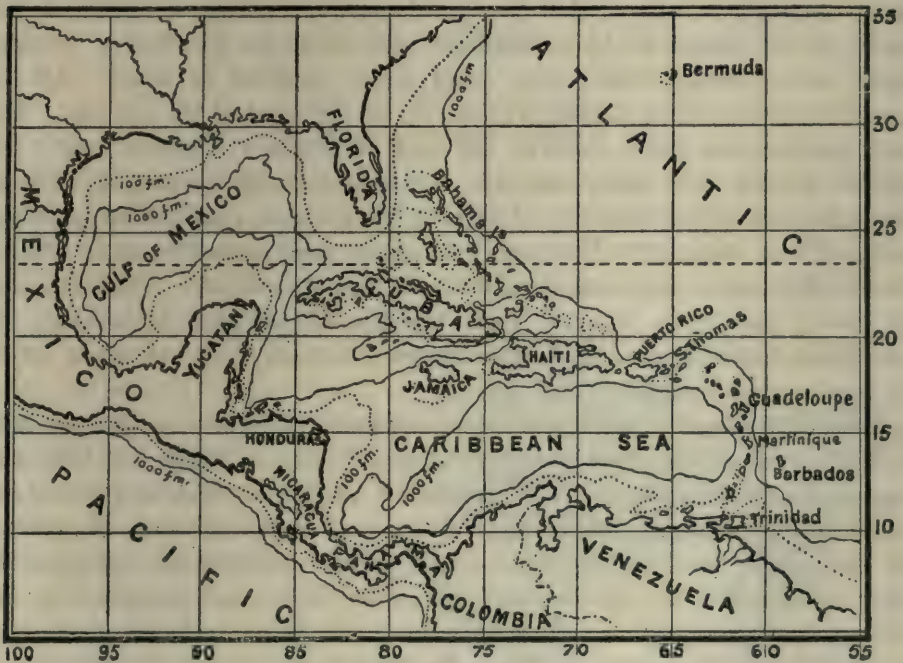 55
ATLANTIC
Bermuda
1000 fm.
FLORIDA
30
Bahama Is
100 fm.
1000 fm.
MEXICO
GULF OF MEXICO
25
CUBA
YUCATAN
20
HAITI
PUERTO RICO
S.Thomas
JAMAICA
Guadeloupe
HONDURAS
CARIBBEAN SEA
15
Martinique
Barbados
100 fm.
1000 fm.
1000 fm.
NICARAGUA
PACIFIC
Trinidad
10
PANAMA
VENEZUELA
COLOMBIA
100 95 90 85 80 75 70 65 60 55